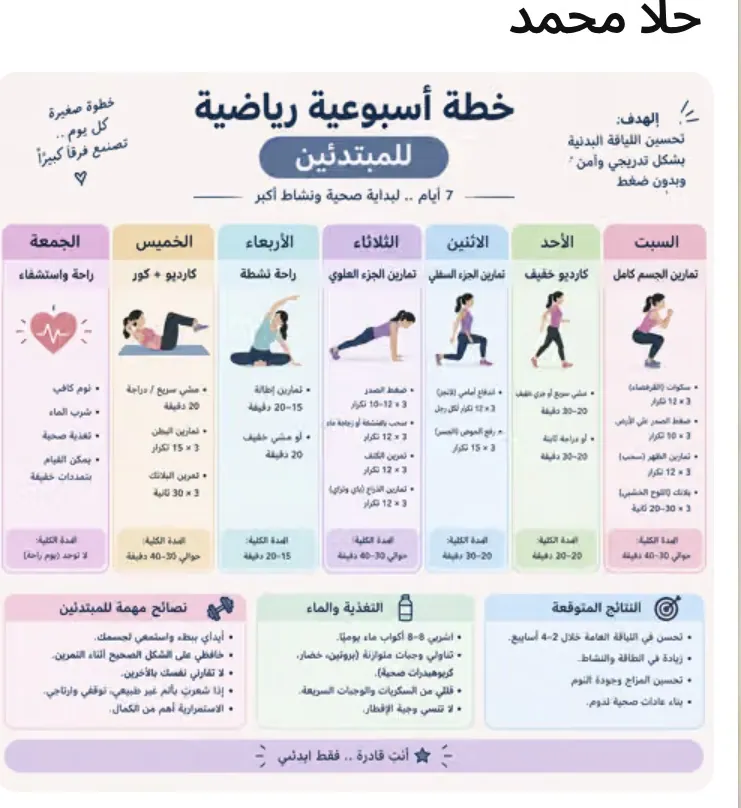 حلا محمد
خطوة صغيرة
كل يوم ..
تصنع فرقاً كبيراً
خطة أسبوعية رياضية
للمبتدئين
7 أيام .. لبداية صحية ونشاط أكبر
الهدف:
تحسين اللياقة البدنية
بشكل تدريجي وآمن
وبدون ضغط
السبت
تمارين الجسم كامل
سكوات (القرفصاء)
3 × 12 تكرار
ضغط الصدر على الأرض
3 × 10 تكرار
تمارين الظهر (سحب)
3 × 12 تكرار
بلانك (اللوح الخشبي)
3 × 20-30 ثانية
المدة الكلية:
حوالي 30-40 دقيقة
الأحد
كارديو خفيف
مشي سريع أو جري خفيف
20-30 دقيقة
أو دراجة ثابتة
20-30 دقيقة
المدة الكلية:
20-20 دقيقة
الاثنين
تمارين الجزء السفلي
اندفاع أمامي (لانجز)
3 × 12 تكرار لكل رجل
رفع الحوض (الجسر)
3 × 15 تكرار
المدة الكلية:
20-30 دقيقة
الثلاثاء
تمارين الجزء العلوي
ضغط الصدر
3 × 10-12 تكرار
سحب بالمنشفة أو زجاجة ماء
3 × 12 تكرار
تمرين الكتف
3 × 12 تكرار
تمارين الذراع (باي وتراي)
3 × 12 تكرار
المدة الكلية:
حوالي 30-40 دقيقة
الأربعاء
راحة نشطة
تمارين إطالة
15-20 دقيقة
أو مشي خفيف
20 دقيقة
المدة الكلية:
15-20 دقيقة
الخميس
كارديو + كور
مشي سريع / دراجة
20 دقيقة
تمارين البطن
3 × 15 تكرار
تمرين البلانك
3 × 30 ثانية
المدة الكلية:
حوالي 30-40 دقيقة
الجمعة
راحة واستشفاء
نوم كافي
شرب الماء
تغذية صحية
يمكن القيام
بتمددات خفيفة
المدة الكلية:
لا توجد (يوم راحة)
النتائج المتوقعة
تحسن في اللياقة العامة خلال 2-4 أسابيع.
زيادة في الطاقة والنشاط.
تحسين المزاج وجودة النوم
بناء عادات صحية تدوم.
التغذية والماء
اشربي 6-8 أكواب ماء يوميًا.
تناولي وجبات متوازنة (بروتين، خضار،
كربوهيدرات صحية).
قللي من السكريات والوجبات السريعة.
لا تنسي وجبة الإفطار.
نصائح مهمة للمبتدئين
أبدأي ببطء واستمعي لجسمك.
حافظي على الشكل الصحيح أثناء التمرين.
لا تقارني نفسك بالآخرين.
إذا شعرتِ بألم غير طبيعي، توقفي وارتاحي.
الاستمرارية أهم من الكمال.
أنتِ قادرة .. فقط ابدئي